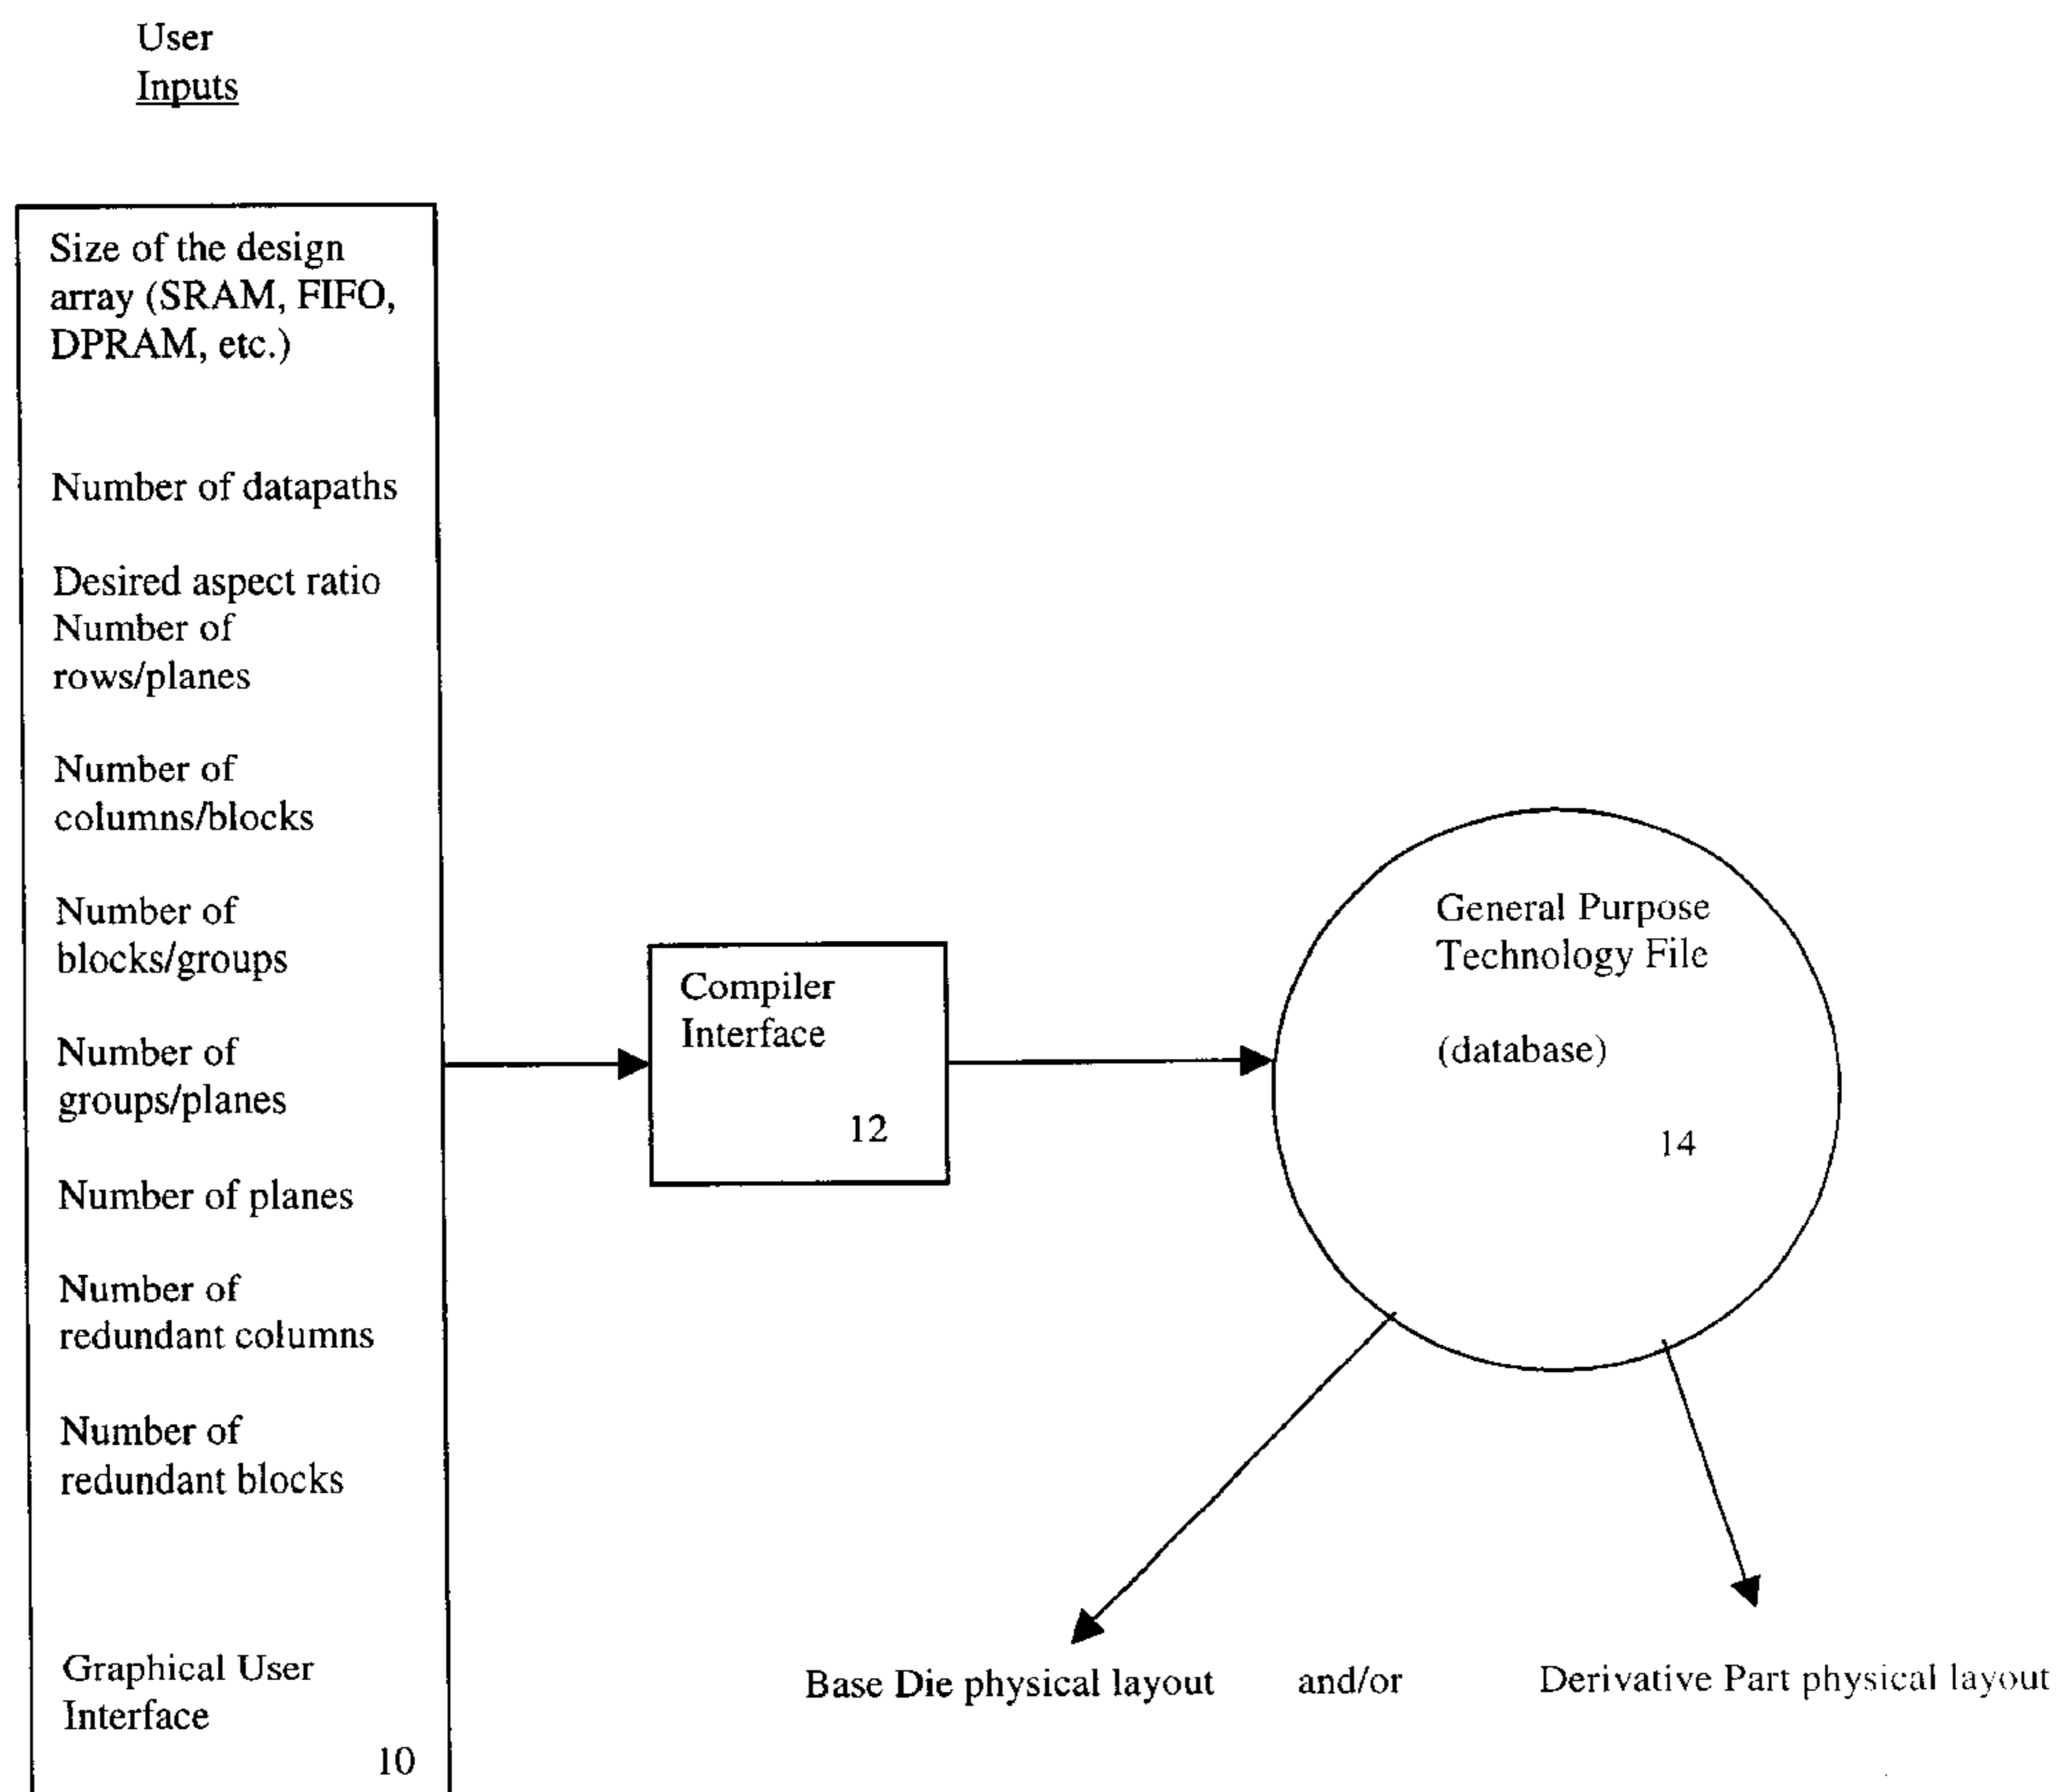 User
Inputs
Size of the design
array (SRAM, FIFO,
DPRAM, etc.)
Number of datapaths
Desired aspect ratio
Number of
rows/planes
Number of
columns/blocks
Number of
blocks/groups
Number of
groups/planes
Number of planes
Number of
redundant columns
Number of
redundant blocks
Graphical User
Interface
10
Compiler
Interface
12
General Purpose
Technology File
(database)
14
Base Die physical layout and/or Derivative Part physical layout